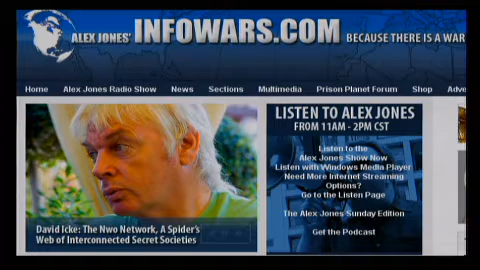 ALEX JONES' INFOWARS.COM BECAUSE THERE IS A WAR
Home Alex Jones Radio Show News Sections Multimedia Prison Planet Forum Shop Adve
LISTEN TO ALEX JONES
FROM 11AM - 2PM CST
Listen to the
Alex Jones Show Now
Listen with Windows Media Player
Need More Internet Streaming
Options?
Go to the Listen Page
The Alex Jones Sunday Edition
Get the Podcast
David Icke: The Nwo Network, A Spider's
Web of Interconnected Secret Societies